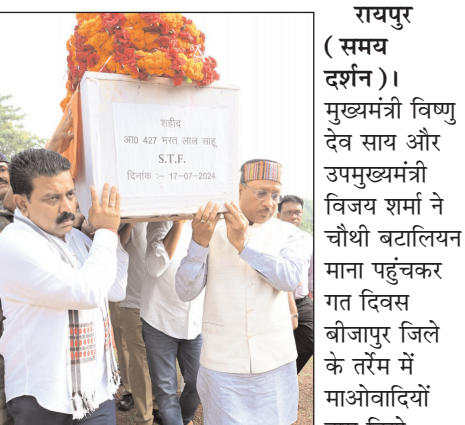 शहीद
आ0 427 भरत लाल साहू
S.T.F.
दिनांक :- 17-07-2024
रायपुर
( समय
दर्शन )।
मुख्यमंत्री विष्णु
देव साय और
उपमुख्यमंत्री
विजय शर्मा ने
चौथी बटालियन
माना पहुंचकर
गत दिवस
बीजापुर जिले
के तर्रेम में
माओवादियों